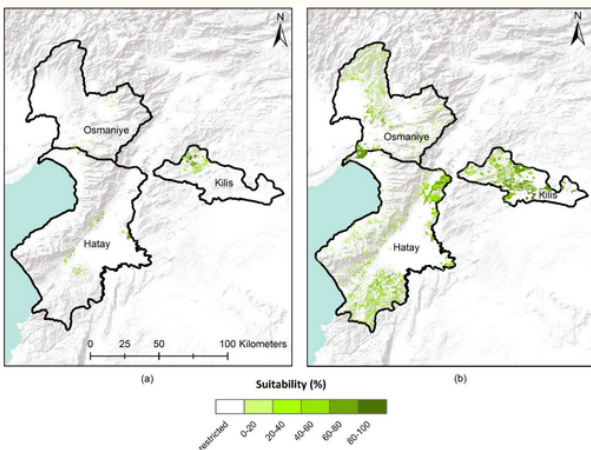 N
Osmaniye
Kilis
Hatay
0 25 50 100 Kilometers
(a)
N
Osmaniye
Kilis
Hatay
(b)
Suitability (%)
restricted
0-20
20-40
40-60
60-80
80-100